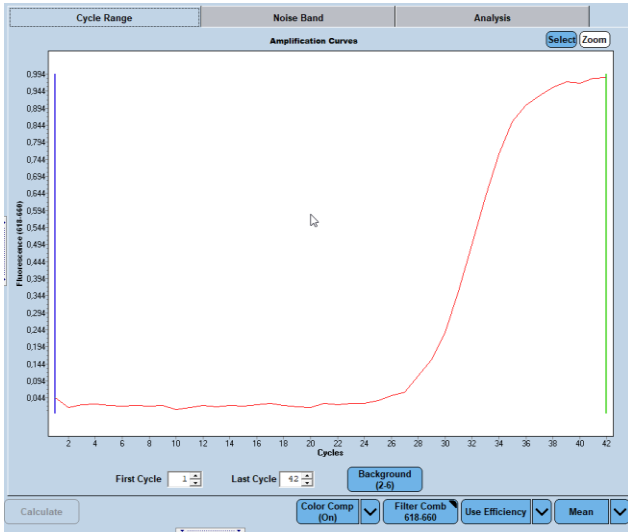 Cycle Range
Noise Band
Analysis
Amplification Curves
Select
Zoom
0,994
0,944
0,894
0,844
0,794
0,744
0,694
0,644
0,594
0,544
0,494
0,444
0,394
0,344
0,294
0,244
0,194
0,144
0,094
0,044
Fluorescence (618-660)
2 4 6 8 10 12 14 16 18 20 22 24 26 28 30 32 34 36 38 40 42
Cycles
First Cycle 1
Last Cycle 42
Background
(2-6)
Calculate
Color Comp
(On)
Filter Comb
618-660
Use Efficiency
Mean